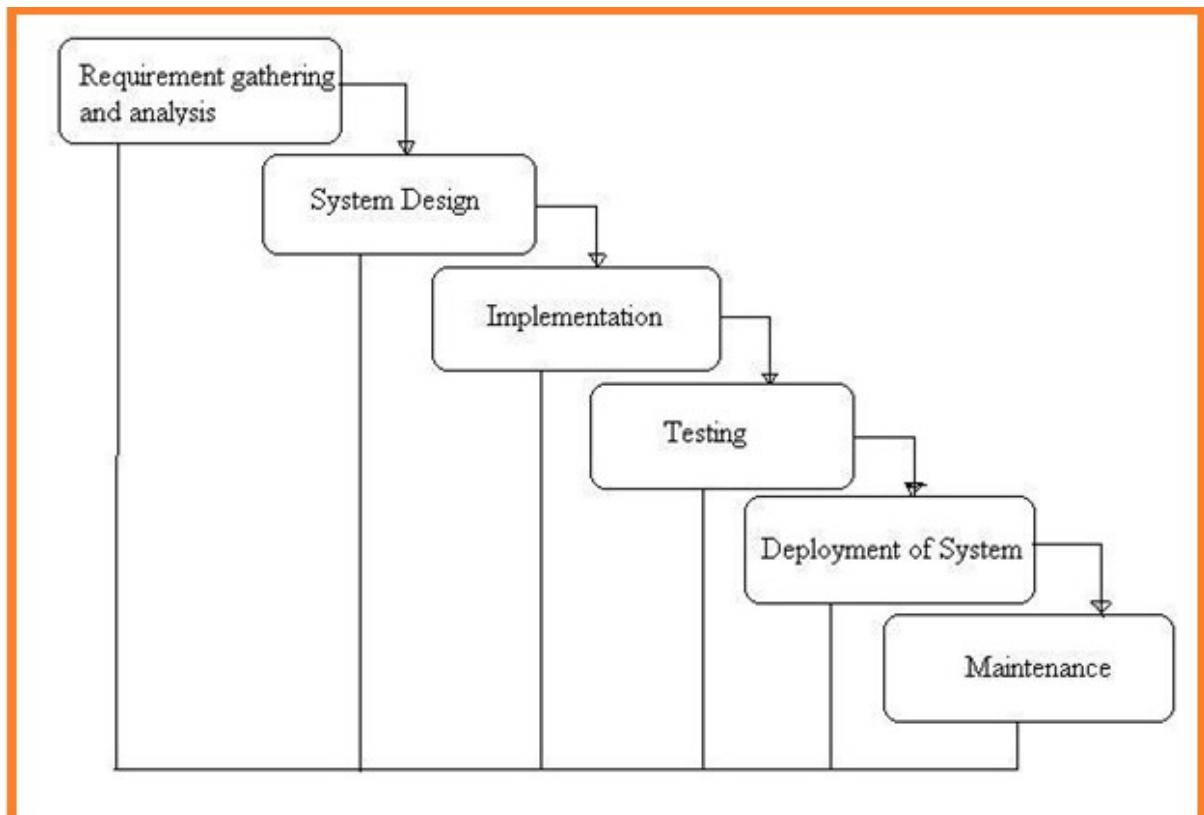 Requirement gathering
and analysis
System Design
Implementation
Testing
Deployment of System
Maintenance